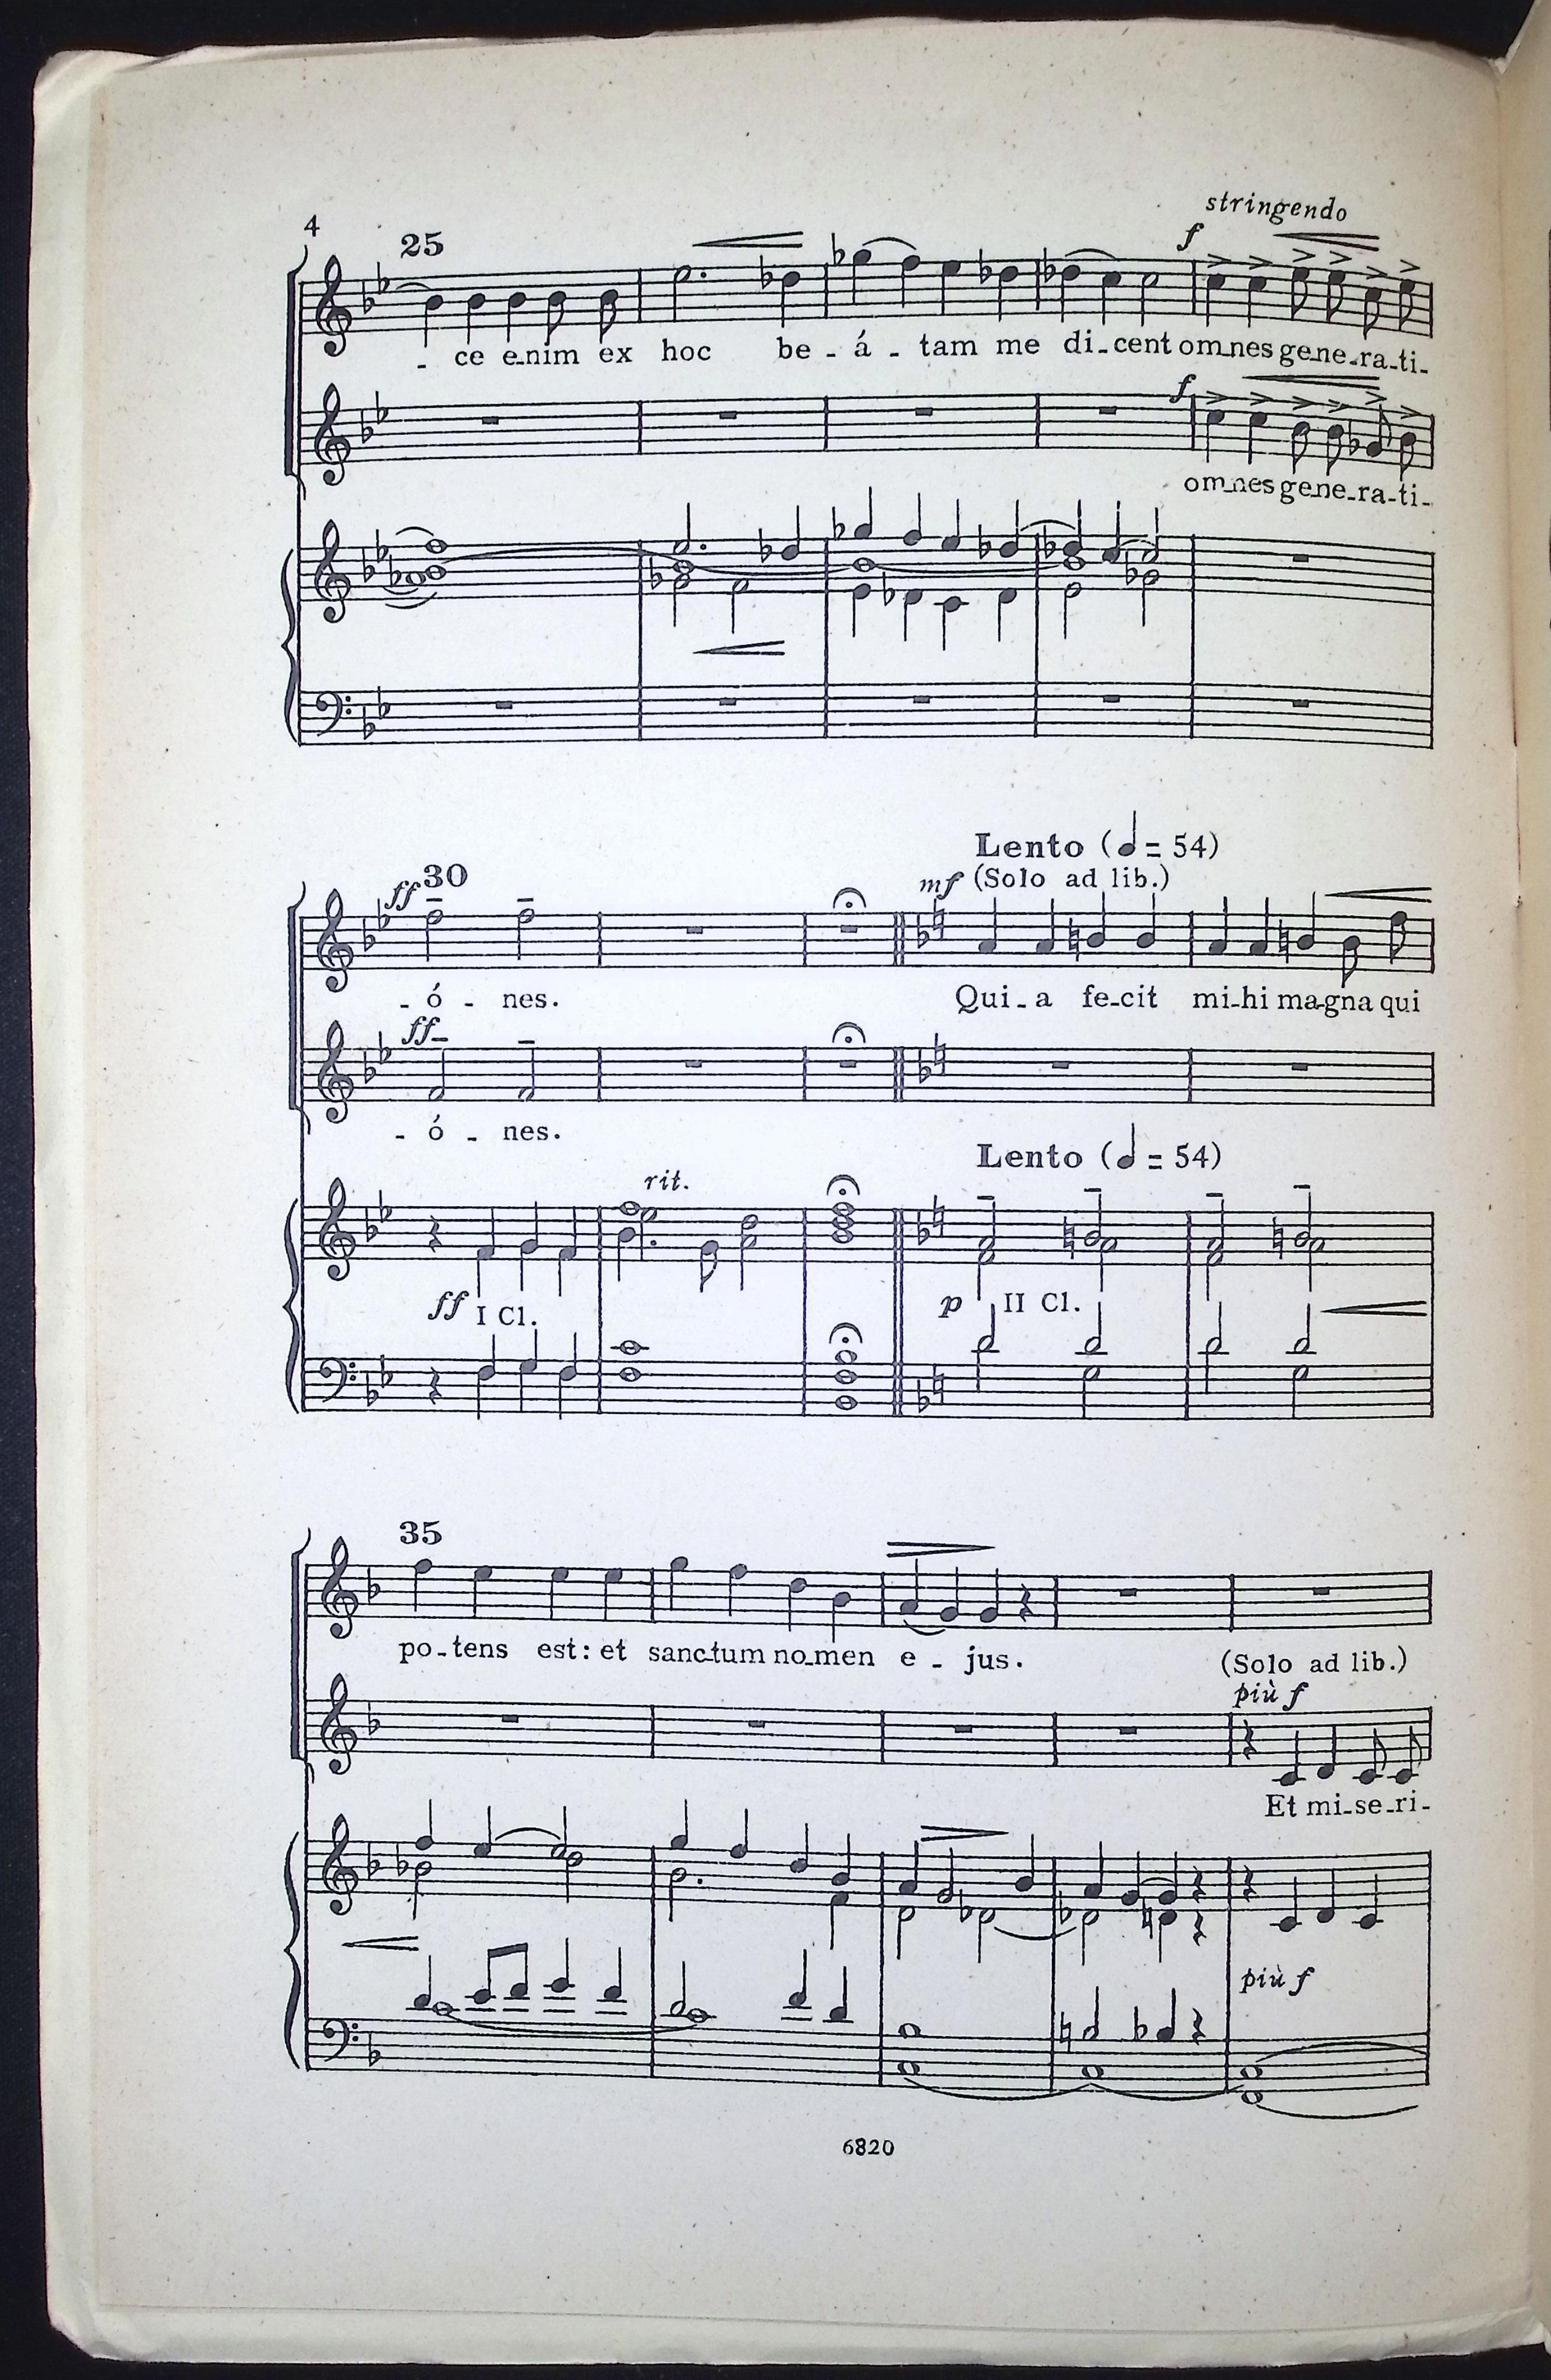 4
stringendo
25
f
- ce e-nim ex hoc be - á - tam me di-cent om-nes ge-ne-ra-ti-
f
om-nes ge-ne-ra-ti-
Lento (𝅗𝅥 = 54)
ff 30 mf (Solo ad lib.)
- ó - nes. Qui-a fe-cit mi-hi ma-gna qui
ff
- ó - nes.
Lento (𝅗𝅥 = 54)
rit.
ff I Cl. p II Cl.
35
po-tens est: et sanc-tum no-men e - jus.
(Solo ad lib.)
più f
Et mi-se-ri-
più f
6820